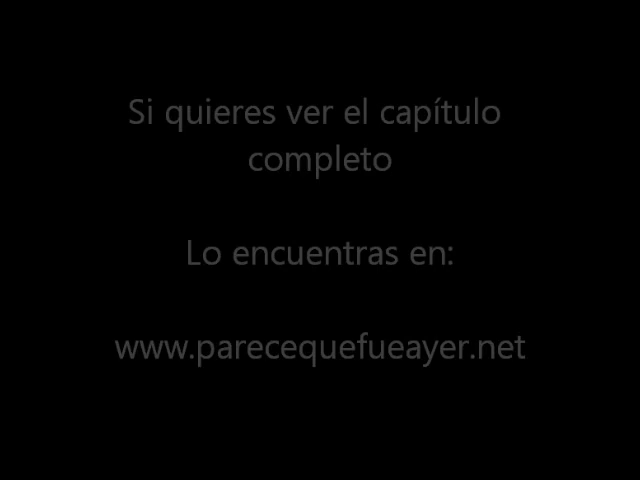 Si quieres ver el capítulo
completo
Lo encuentras en:
www.parecequefueayer.net